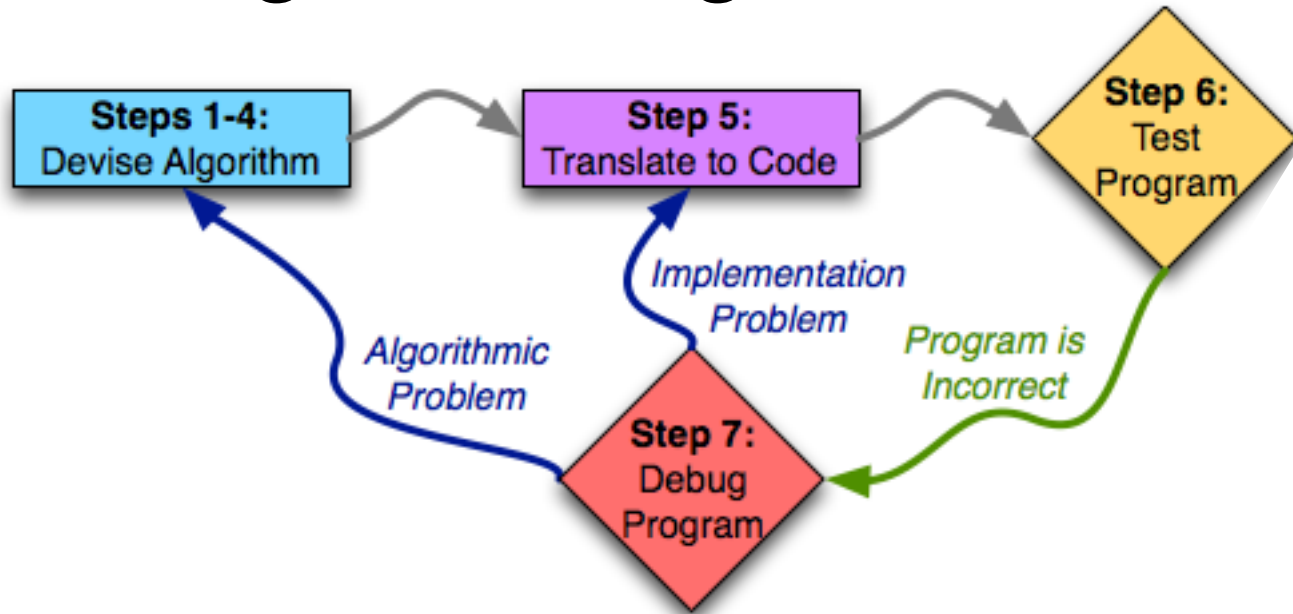 Steps 1-4:
Devise Algorithm
Step 5:
Translate to Code
Step 6:
Test
Program
Implementation
Problem
Algorithmic
Problem
Program is
Incorrect
Step 7:
Debug
Program